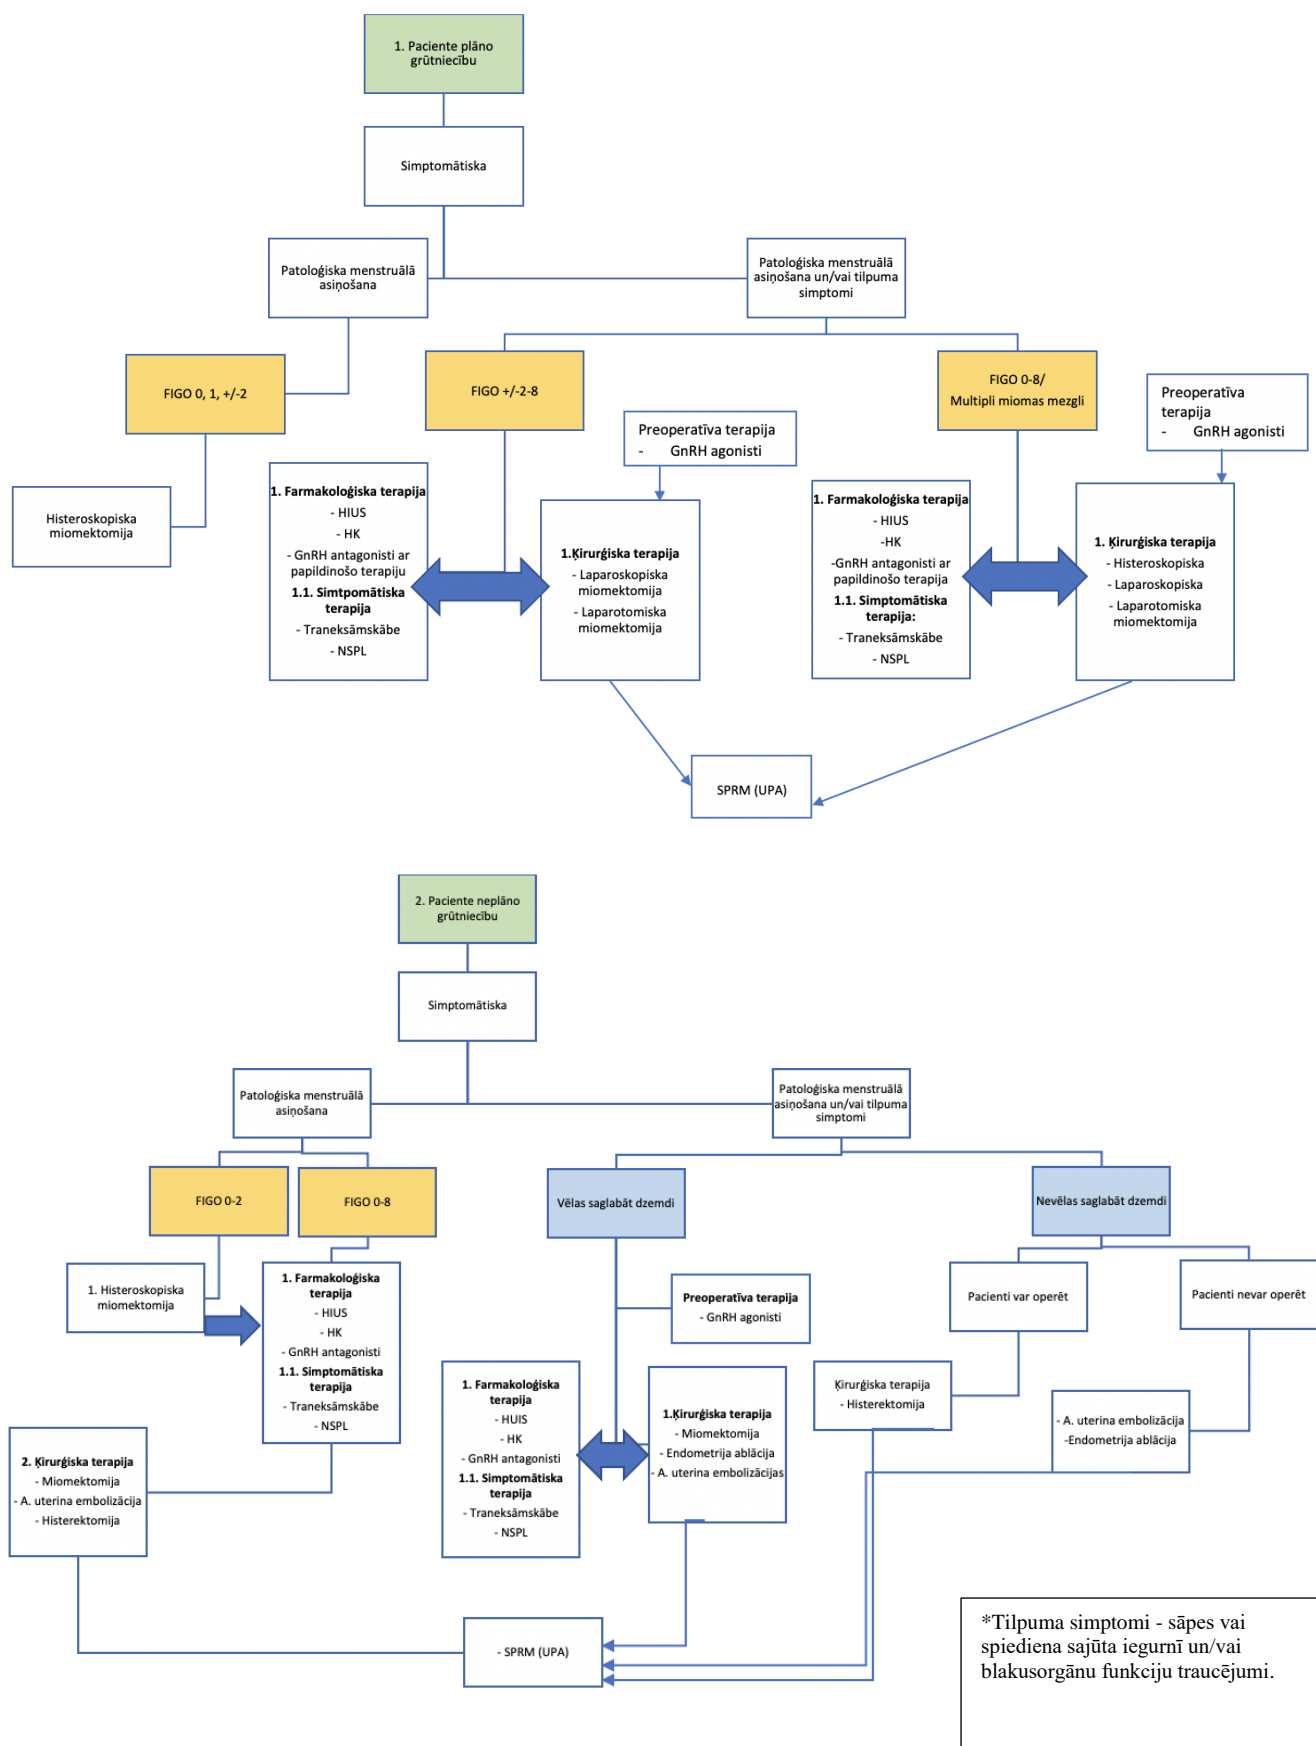 1. Paciente plāno
grūtniecību
Simptomātiska
Patoloģiska menstruālā
asiņošana
Patoloģiska menstruālā
asiņošana un/vai tilpuma
simptomi
FIGO 0, 1, +/-2
FIGO +/-2-8
FIGO 0-8/
Multipli miomas mezgli
Preoperatīva
terapija
- GnRH agonisti
Preoperatīva terapija
- GnRH agonisti
Histeroskopiska
miomektomija
1. Farmakoloģiska terapija
- HIUS
- HK
- GnRH antagonisti ar
papildinošo terapiju
1.1. Simtpomātiska
terapija
- Traneksāmskābe
- NSPL
1.Ķirurģiska terapija
- Laparoskopiska
miomektomija
- Laparotomiska
miomektomija
1. Farmakoloģiska terapija
- HIUS
-HK
-GnRH antagonisti ar
papildinošo terapija
1.1. Simptomātiska
terapija:
- Traneksāmskābe
- NSPL
1. Ķirurģiska terapija
- Histeroskopiska
- Laparoskopiska
- Laparotomiska
miomektomija
SPRM (UPA)
2. Paciente neplāno
grūtniecību
Simptomātiska
Patoloģiska menstruālā
asiņošana
Patoloģiska menstruālā
asiņošana un/vai tilpuma
simptomi
FIGO 0-2
FIGO 0-8
Vēlas saglabāt dzemdi
Nevēlas saglabāt dzemdi
1. Histeroskopiska
miomektomija
1. Farmakoloģiska
terapija
- HIUS
- HK
- GnRH antagonisti
1.1. Simptomātiska
terapija
- Traneksāmskābe
- NSPL
Preoperatīva terapija
- GnRH agonisti
Pacienti var operēt
Pacienti nevar operēt
1. Farmakoloģiska
terapija
- HUIS
- HK
- GnRH antagonisti
1.1. Simptomātiska
terapija
- Traneksāmskābe
- NSPL
1.Ķirurģiska terapija
- Miomektomija
- Endometrija ablācija
- A. uterina embolizācijas
Ķirurģiska terapija
- Histerektomija
- A. uterina embolizācija
-Endometrija ablācija
2. Ķirurģiska terapija
- Miomektomija
- A. uterina embolizācija
- Histerektomija
- SPRM (UPA)
*Tilpuma simptomi - sāpes vai
spiediena sajūta iegurnī un/vai
blakusorgānu funkciju traucējumi.